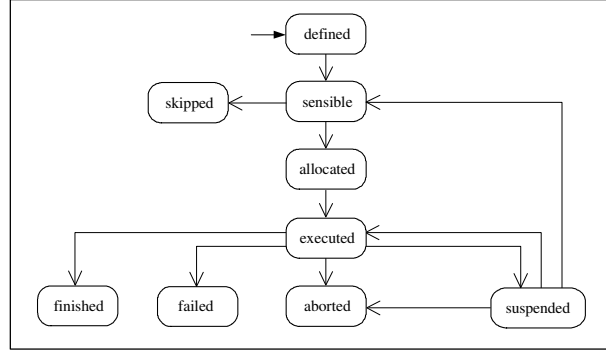 defined
skipped
sensible
allocated
executed
finished
failed
aborted
suspended